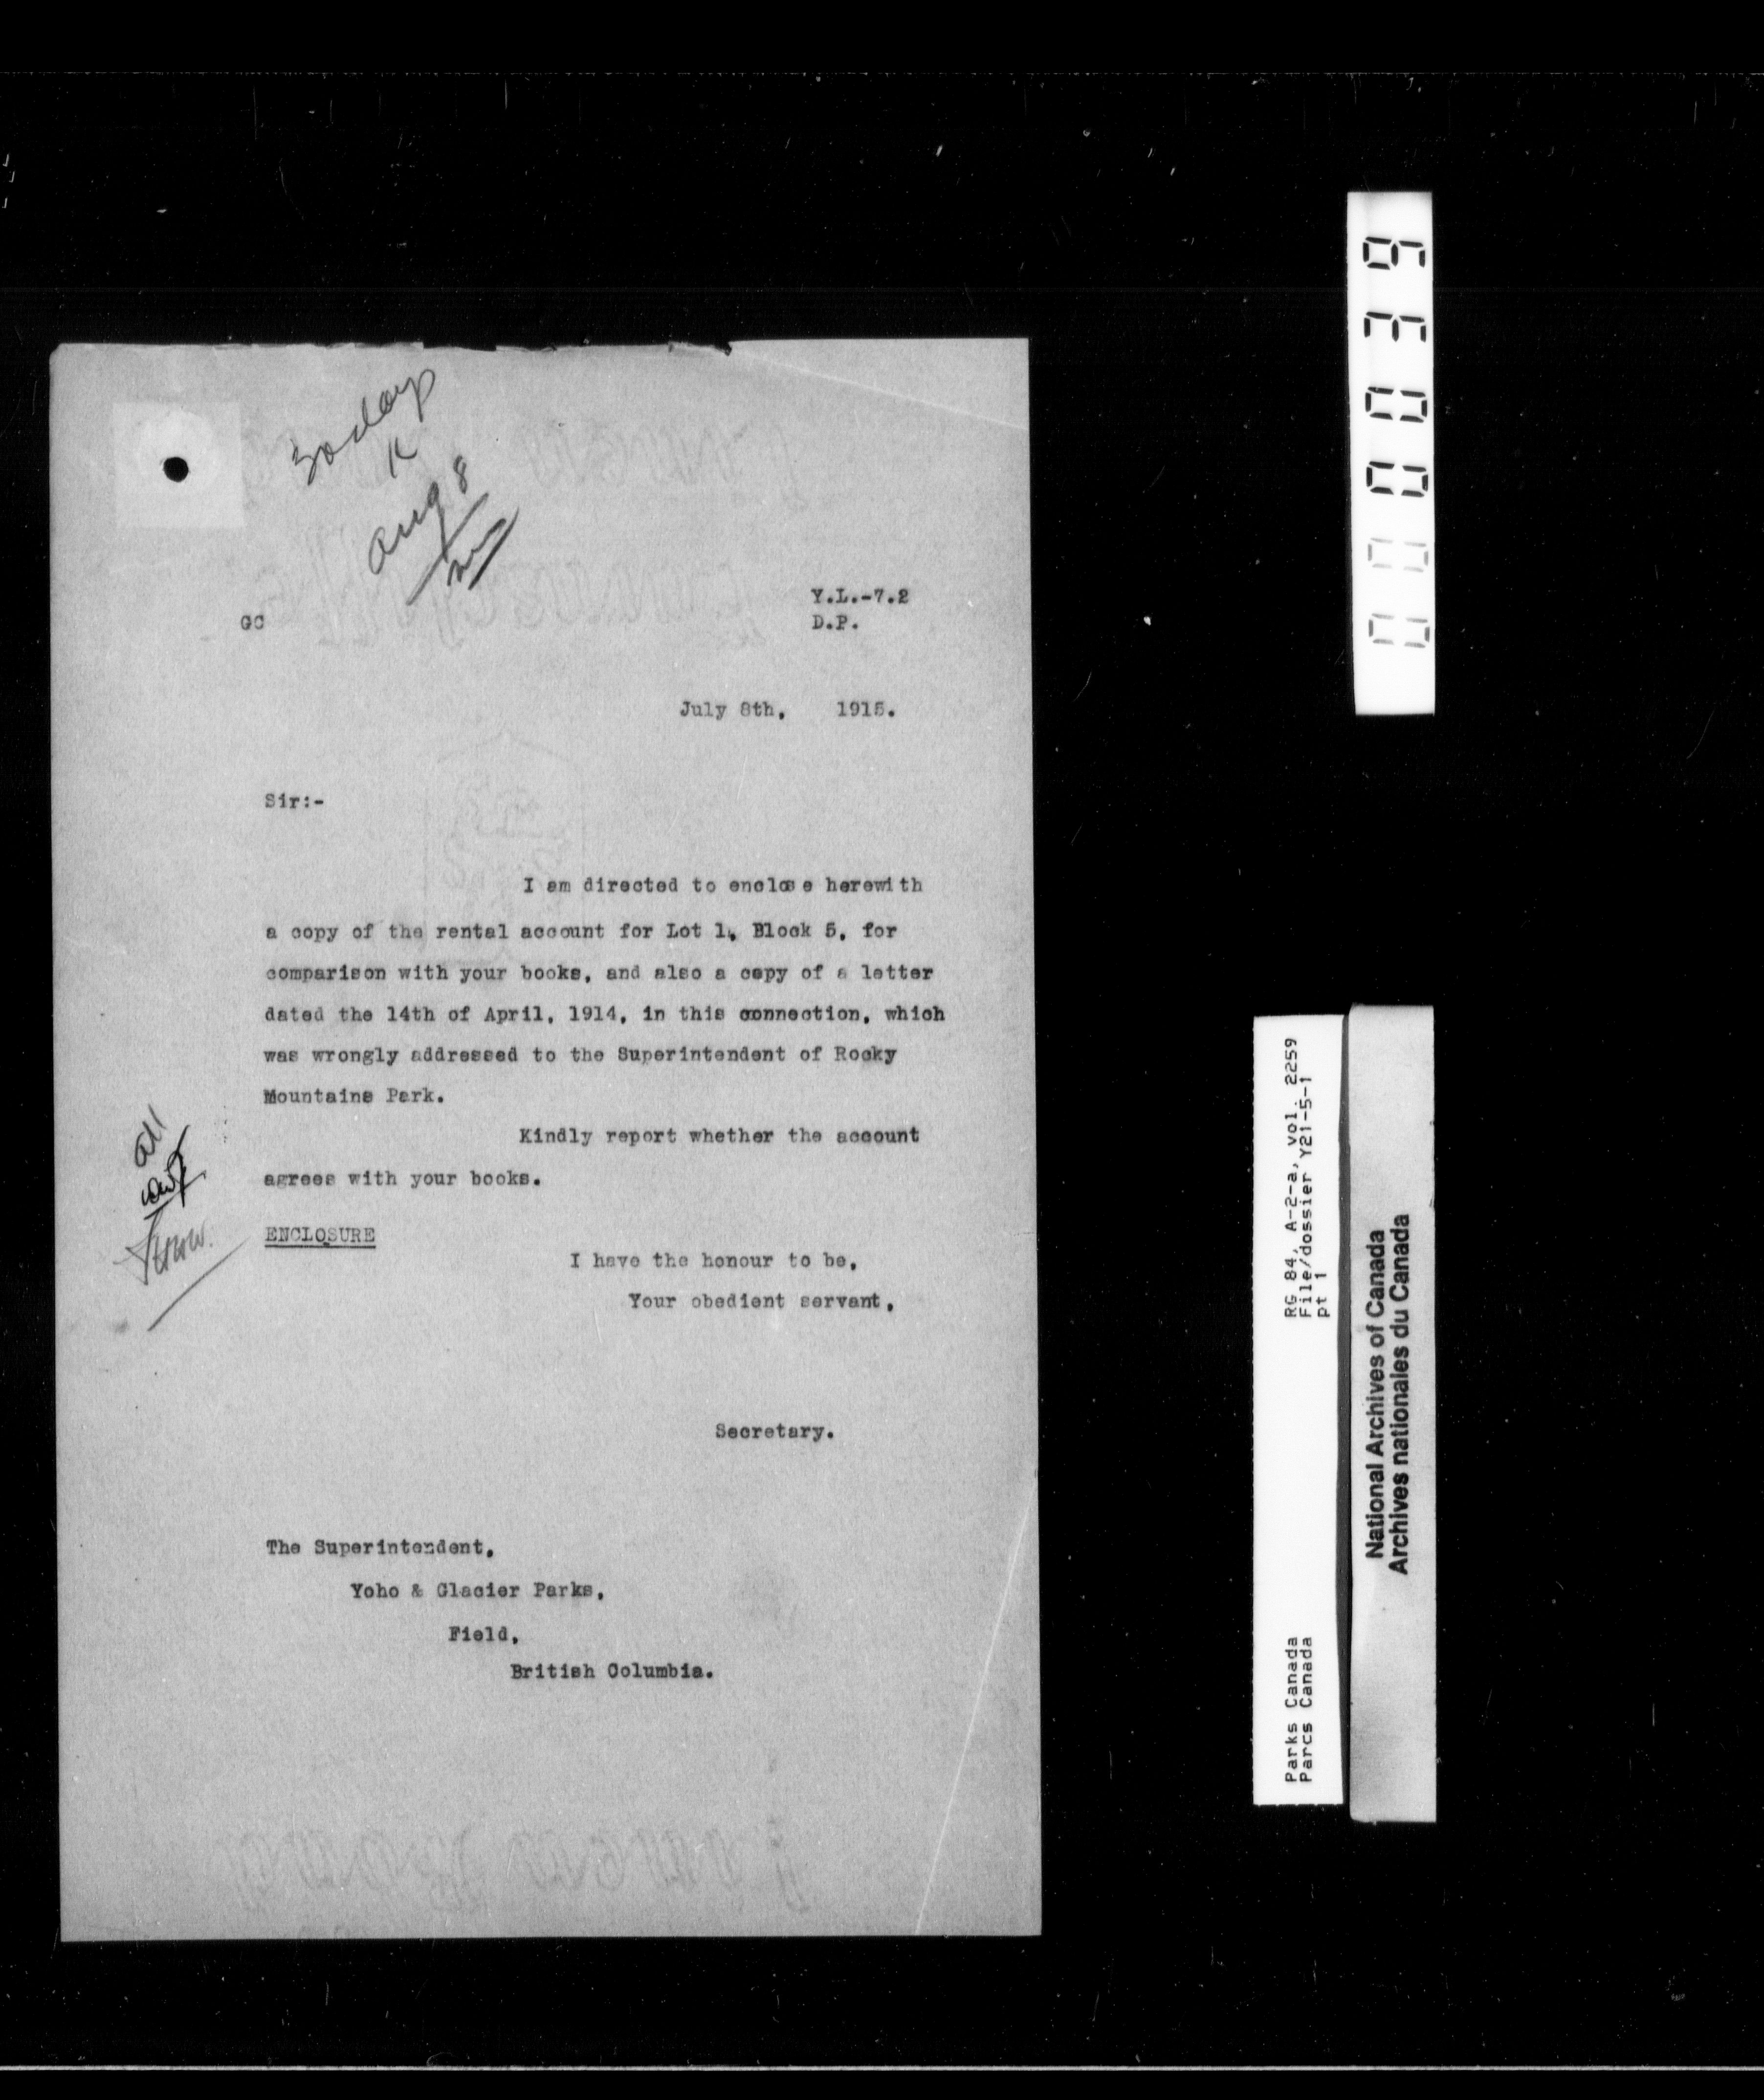 30 days
K
Aug 8
Y.L.-7.2
GC
D.P.
July 8th, 1915.
Sir:-
I am directed to enclose herewith
a copy of the rental account for Lot 1, Block 5, for
comparison with your books, and also a copy of a letter
dated the 14th of April, 1914, in this connection, which
was wrongly addressed to the Superintendent of Rocky
Mountains Park.
Kindly report whether the account
agrees with your books.
all
ENCLOSURE
I have the honour to be,
Your obedient servant,
Secretary.
The Superintendent,
Yoho & Glacier Parks,
Field,
British Columbia.
RG 84, A-2-a, vol. 2259
File/dossier Y21-5-1
pt 1
Parks Canada
Parcs Canada
National Archives of Canada
Archives nationales du Canada